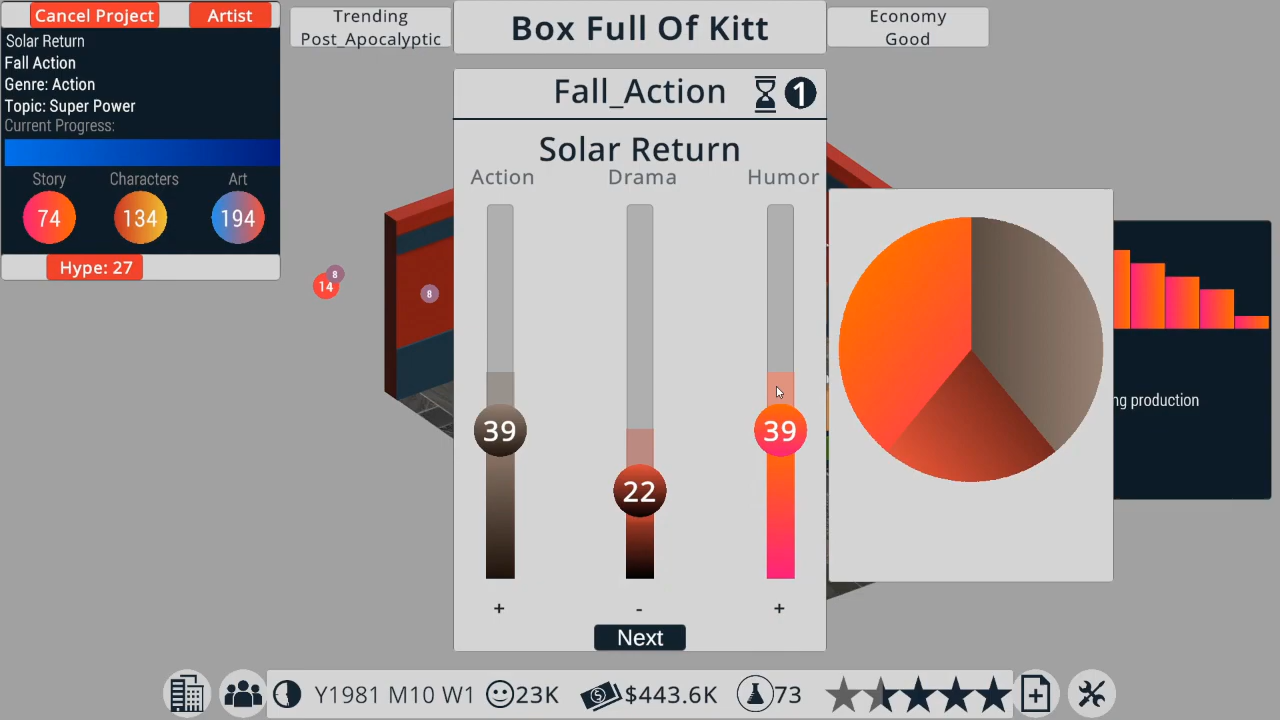 Cancel Project
Artist
Solar Return
Fall Action
Genre: Action
Topic: Super Power
Current Progress:
Story
Characters
Art
74
134
194
Hype: 27
Trending
Post_Apocalyptic
Box Full Of Kitt
Economy
Good
Fall_Action
1
Solar Return
Action
Drama
Humor
39
22
39
+
-
+
Next
8
14
8
ng production
Y1981 M10 W1
23K
$443.6K
73